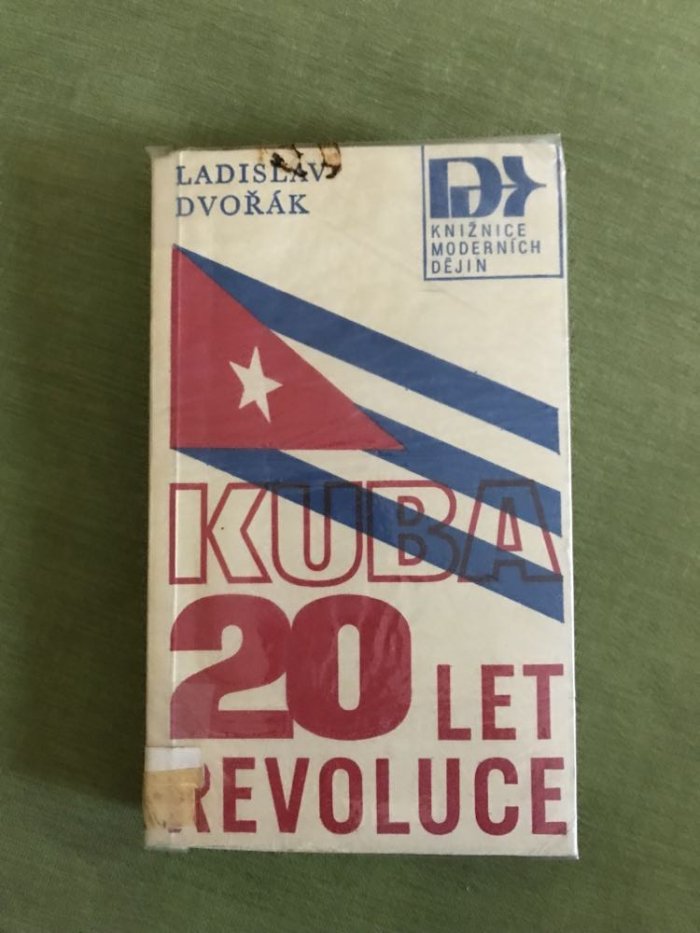 LADISLAV
DVOŘÁK
KNIŽNICE
MODERNÍCH
DĚJIN
KUBA
20 LET
REVOLUCE